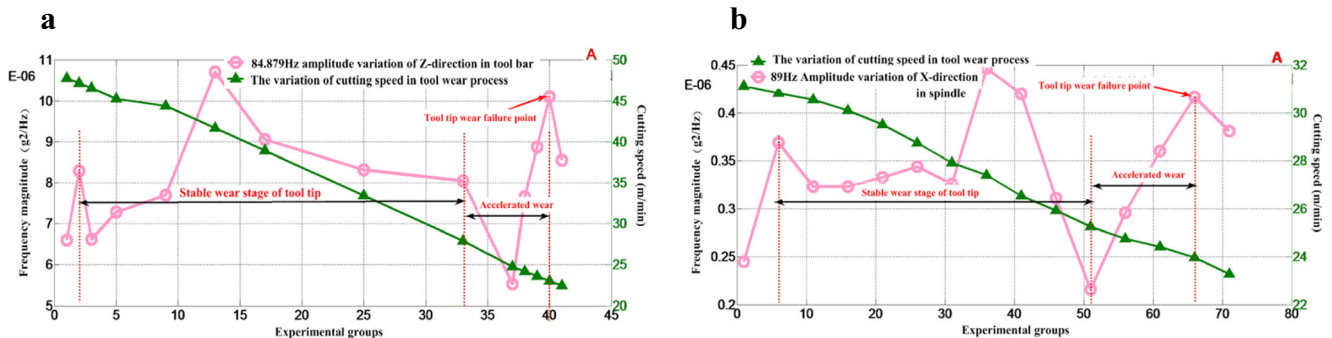 a
A
E-06
84.879Hz amplitude variation of Z-direction in tool bar
The variation of cutting speed in tool wear process
Tool tip wear failure point
Stable wear stage of tool tip
Accelerated wear
Frequency magnitude（g2/Hz）
11
10
9
8
7
6
5
50
45
40
35
30
25
20
Cutting speed (m/min)
0
5
10
15
20
25
30
35
40
45
Experimental groups
b
A
E-06
The variation of cutting speed in tool wear process
89Hz Amplitude variation of X-direction
in spindle
Tool tip wear failure point
Accelerated wear
Stable wear stage of tool tip
Frequency magnitude（g2/Hz）
0.45
0.4
0.35
0.3
0.25
0.2
32
30
28
26
24
22
Cutting speed (m/min)
0
10
20
30
40
50
60
70
80
Experimental groups